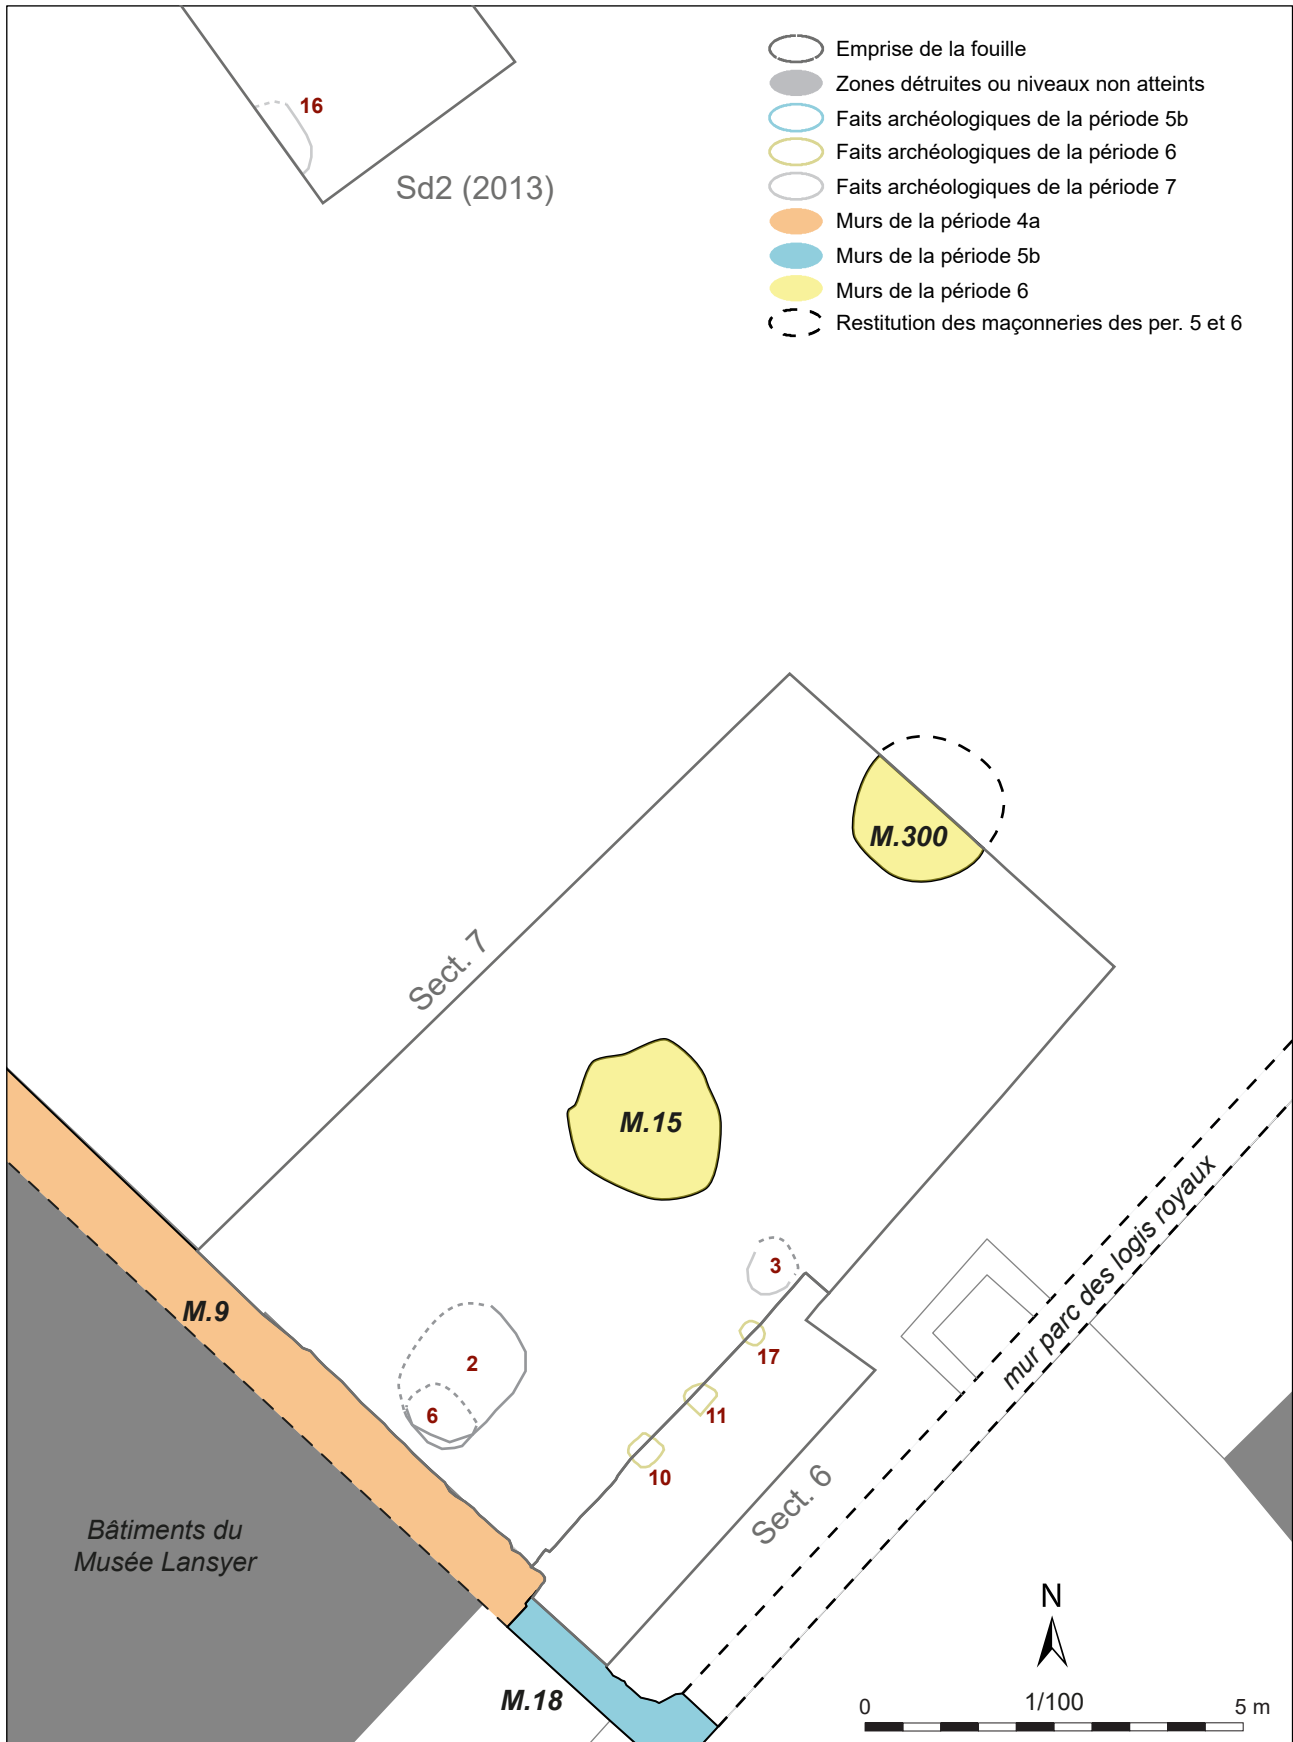 Emprise de la fouille
Zones détruites ou niveaux non atteints
Faits archéologiques de la période 5b
Faits archéologiques de la période 6
Faits archéologiques de la période 7
Murs de la période 4a
Murs de la période 5b
Murs de la période 6
Restitution des maçonneries des per. 5 et 6
16
Sd2 (2013)
M.300
Sect. 7
M.15
mur parc des logis royaux
3
M.9
17
2
11
6
10
Sect. 6
Bâtiments du
Musée Lansyer
N
M.18
0
1/100
5 m